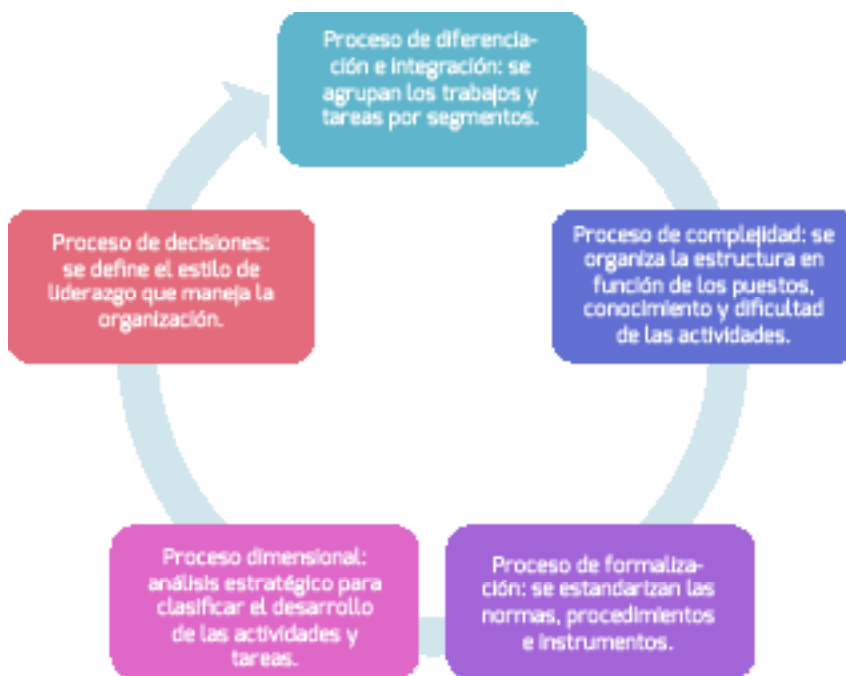 Proceso de diferencia-
ción e integración: se
agrupan los trabajos y
tareas por segmentos.
Proceso de complejidad: se
organiza la estructura en
función de los puestos,
conocimiento y dificultad
de las actividades.
Proceso de formaliza-
ción: se estandarizan las
normas, procedimientos
e instrumentos.
Proceso dimensional:
análisis estratégico para
clasificar el desarrollo
de las actividades y
tareas.
Proceso de decisiones:
se define el estilo de
liderazgo que maneja la
organización.